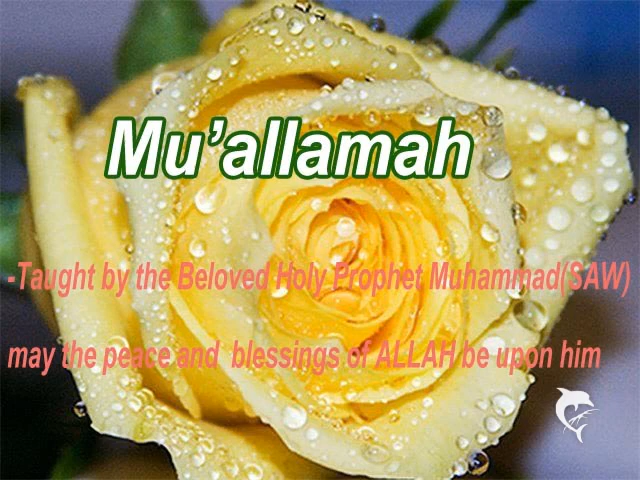 Mu’allamah
-Taught by the Beloved Holy Prophet Muhammad(SAW)
may the peace and blessings of ALLAH be upon him